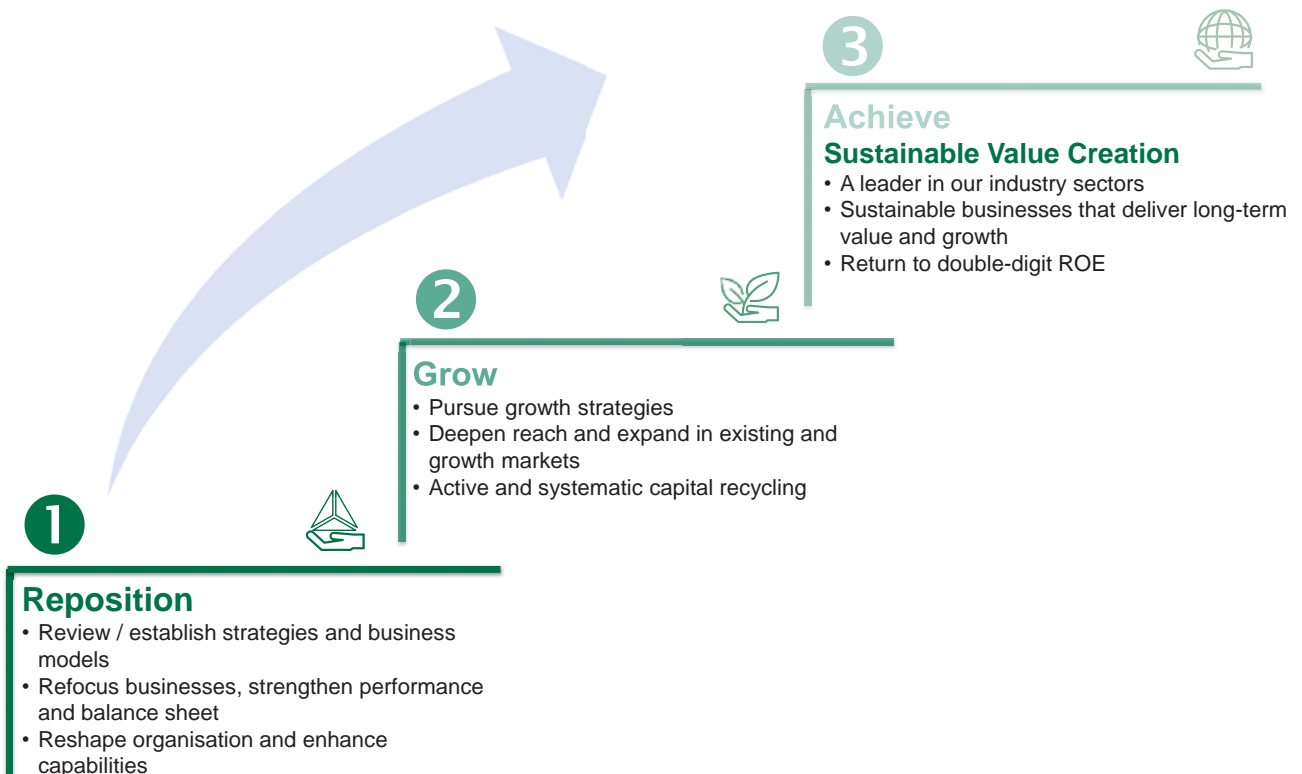 1
Reposition
• Review / establish strategies and business
models
• Refocus businesses, strengthen performance
and balance sheet
• Reshape organisation and enhance
capabilities
2
Grow
• Pursue growth strategies
• Deepen reach and expand in existing and
growth markets
• Active and systematic capital recycling
3
Achieve
Sustainable Value Creation
• A leader in our industry sectors
• Sustainable businesses that deliver long-term
value and growth
• Return to double-digit ROE